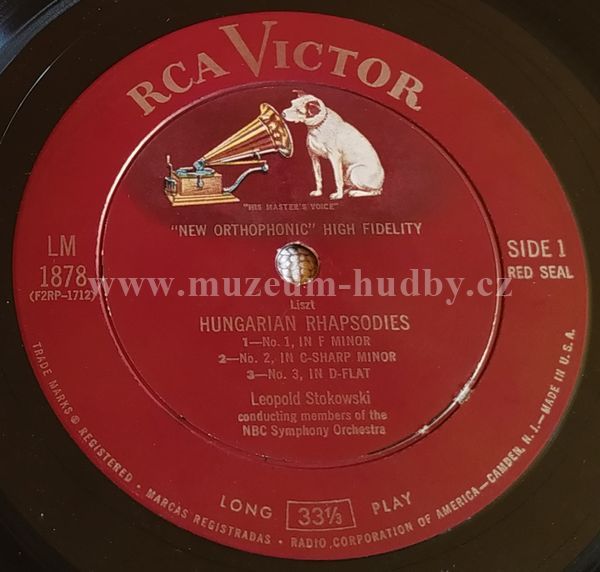 RCA VICTOR
"HIS MASTER'S VOICE"
"NEW ORTHOPHONIC" HIGH FIDELITY
LM
1878
(F2RP-1712)
SIDE 1
RED SEAL
www.muzeum-hudby.cz
Liszt
HUNGARIAN RHAPSODIES
1—No. 1, IN F MINOR
2—No. 2, IN C-SHARP MINOR
3—No. 3, IN D-FLAT
Leopold Stokowski
conducting members of the
NBC Symphony Orchestra
LONG 33⅓ PLAY
TRADE MARKS ® REGISTERED • MARCAS REGISTRADAS • RADIO CORPORATION OF AMERICA—CAMDEN, N. J.—MADE IN U. S. A.